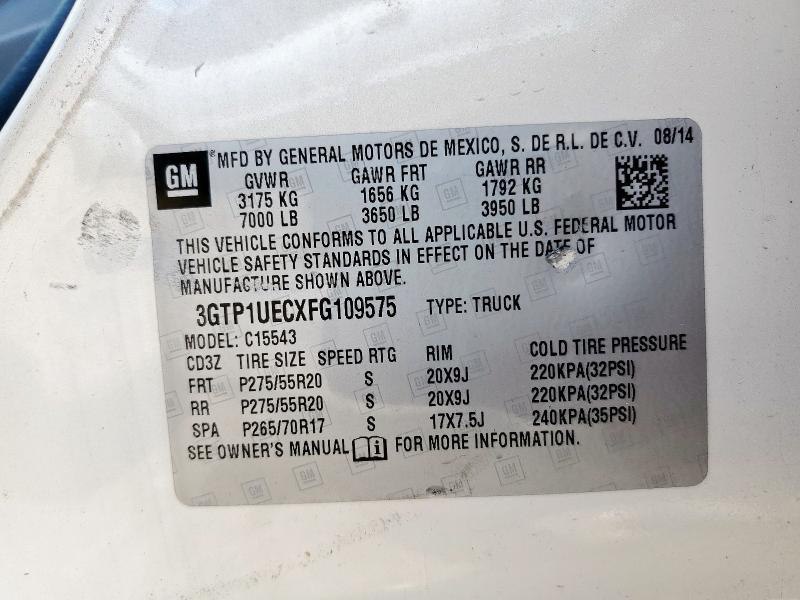 GM ® MFD BY GENERAL MOTORS DE MEXICO, S. DE R.L. DE C.V. 08/14
GVWR GAWR FRT GAWR RR
3175 KG 1656 KG 1792 KG
7000 LB 3650 LB 3950 LB
THIS VEHICLE CONFORMS TO ALL APPLICABLE U.S. FEDERAL MOTOR
VEHICLE SAFETY STANDARDS IN EFFECT ON THE DATE OF
MANUFACTURE SHOWN ABOVE.
3GTP1UECXFG109575 TYPE: TRUCK
MODEL: C15543
CD3Z TIRE SIZE SPEED RTG RIM COLD TIRE PRESSURE
FRT P275/55R20 S 20X9J 220KPA(32PSI)
RR P275/55R20 S 20X9J 220KPA(32PSI)
SPA P265/70R17 S 17X7.5J 240KPA(35PSI)
SEE OWNER'S MANUAL i FOR MORE INFORMATION.